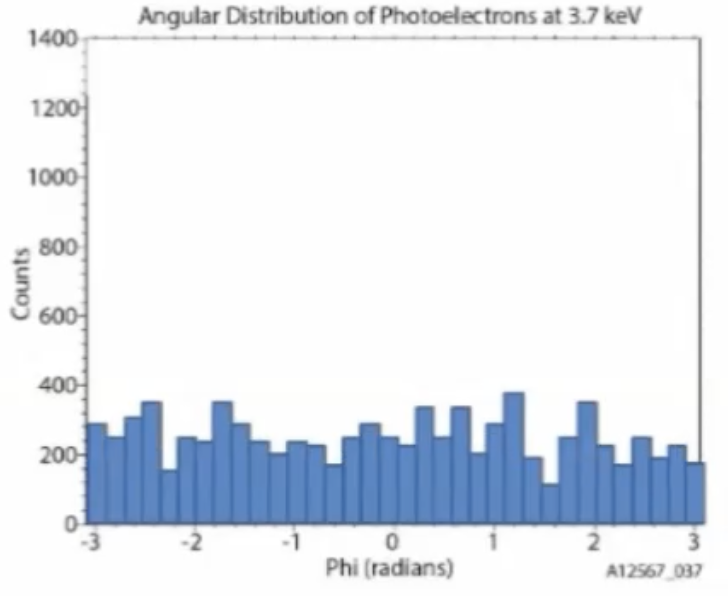 Angular Distribution of Photoelectrons at 3.7 keV
1400
1200
1000
800
600
400
200
0
Counts
-3 -2 -1 0 1 2 3
Phi (radians)
A12567_037